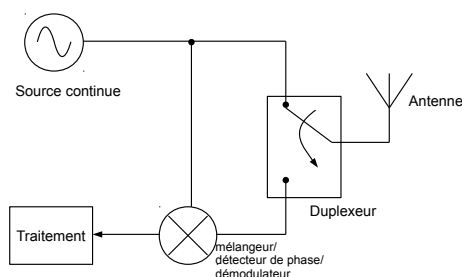 Source continue
Antenne
Duplexeur
Traitement
mélangeur/
détecteur de phase/
démodulateur